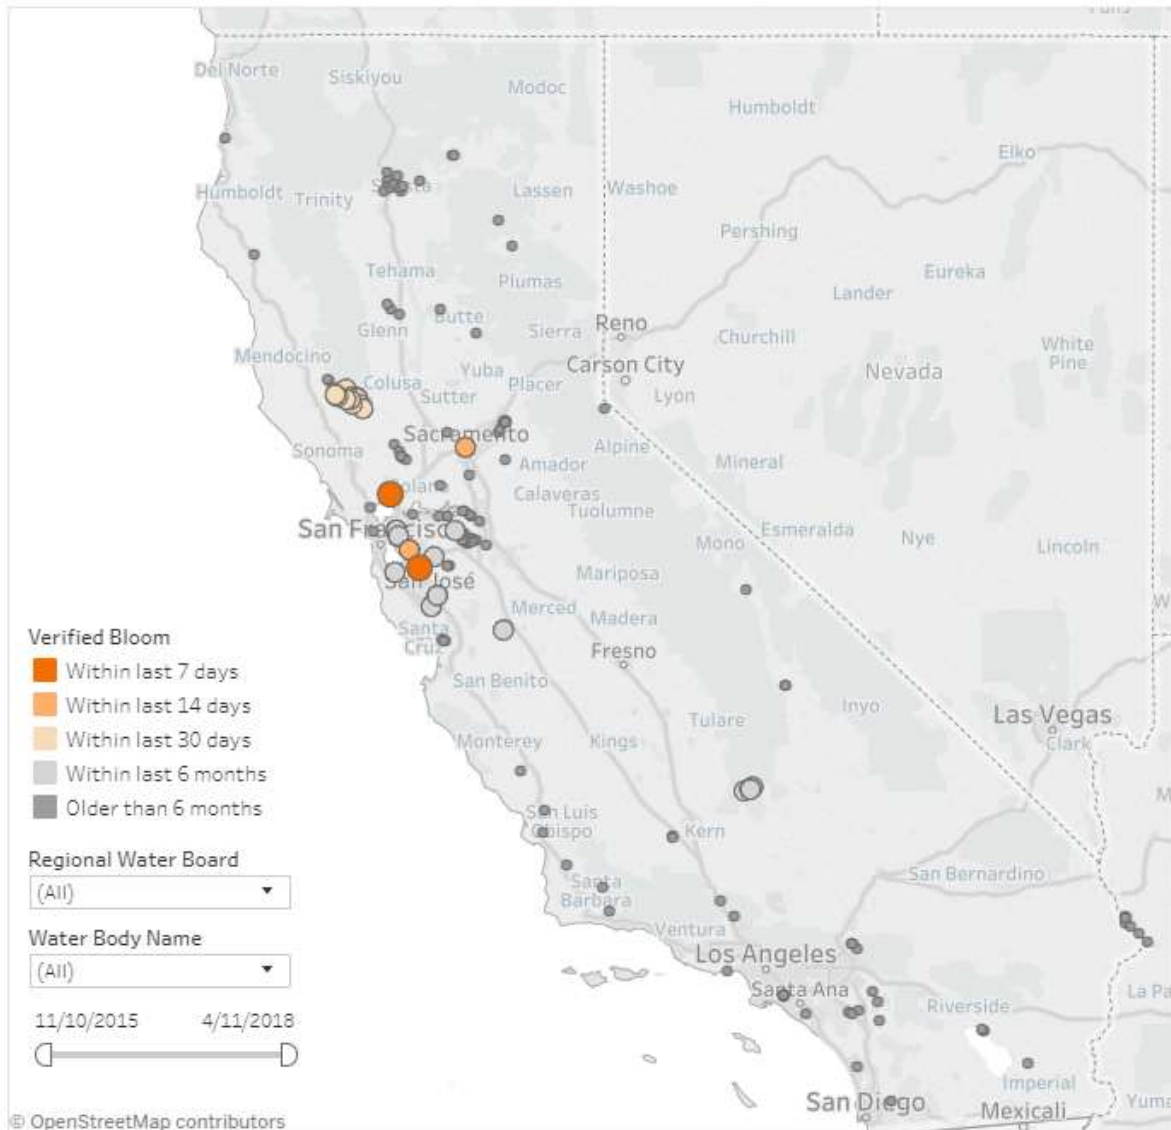 Del Norte
Siskiyou
Modoc
Humboldt
Elko
Humboldt
Trinity
Lassen
Washoe
Pershing
Tehama
Plumas
Eureka
Lander
Glenn
Butte
Sierra
Reno
Churchill
White
Pine
Mendocino
Colusa
Yuba
Placer
Carson City
Nevada
Sutter
Lyon
Sacramento
Sonoma
Alpine
Amador
Mineral
Calaveras
Tuolumne
San
Mono
Esmeralda
Nye
Lincoln
San José
Mariposa
Merced
Madera
Santa
Cruz
Fresno
San Benito
Verified Bloom
Within last 7 days
Within last 14 days
Within last 30 days
Within last 6 months
Older than 6 months
Tulare
Inyo
Las Vegas
Clark
Monterey
Kings
San Luis
Obispo
Kern
Regional Water Board
(All)
Water Body Name
(All)
11/10/2015 4/11/2018
San Bernardino
Santa
Barbara
Ventura
Los Angeles
Santa Ana
Riverside
La Pa
Imperial
San Diego
Mexicali
Yuma
© OpenStreetMap contributors